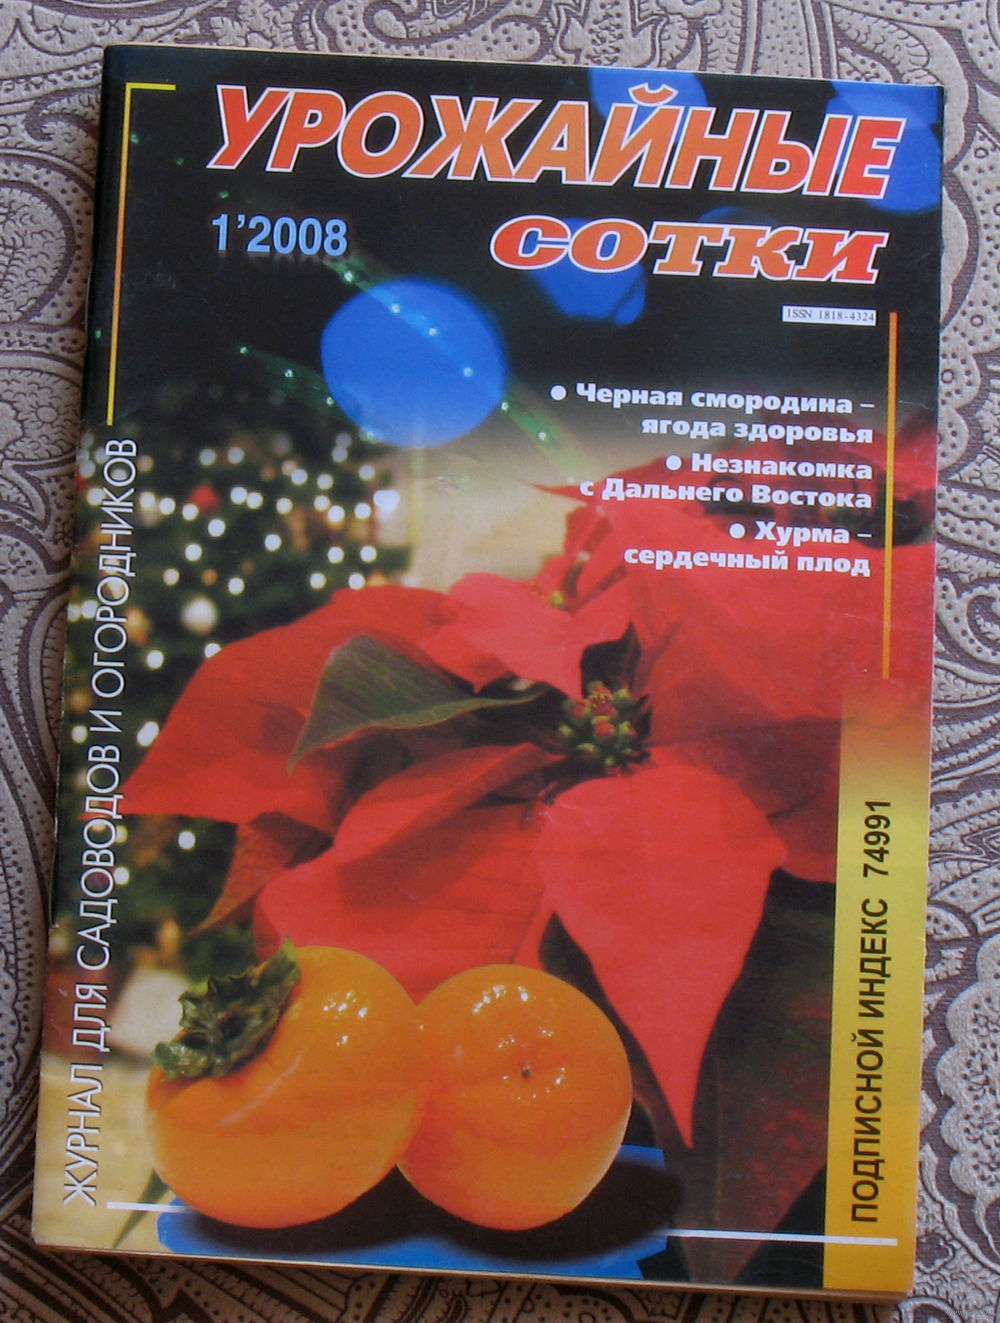 УРОЖАЙНЫЕ
СОТКИ
1'2008
ISSN 1818-4324
• Черная смородина –
ягода здоровья
• Незнакомка
с Дальнего Востока
• Хурма –
сердечный плод
ЖУРНАЛ ДЛЯ САДОВОДОВ И ОГОРОДНИКОВ
ПОДПИСНОЙ ИНДЕКС 74991